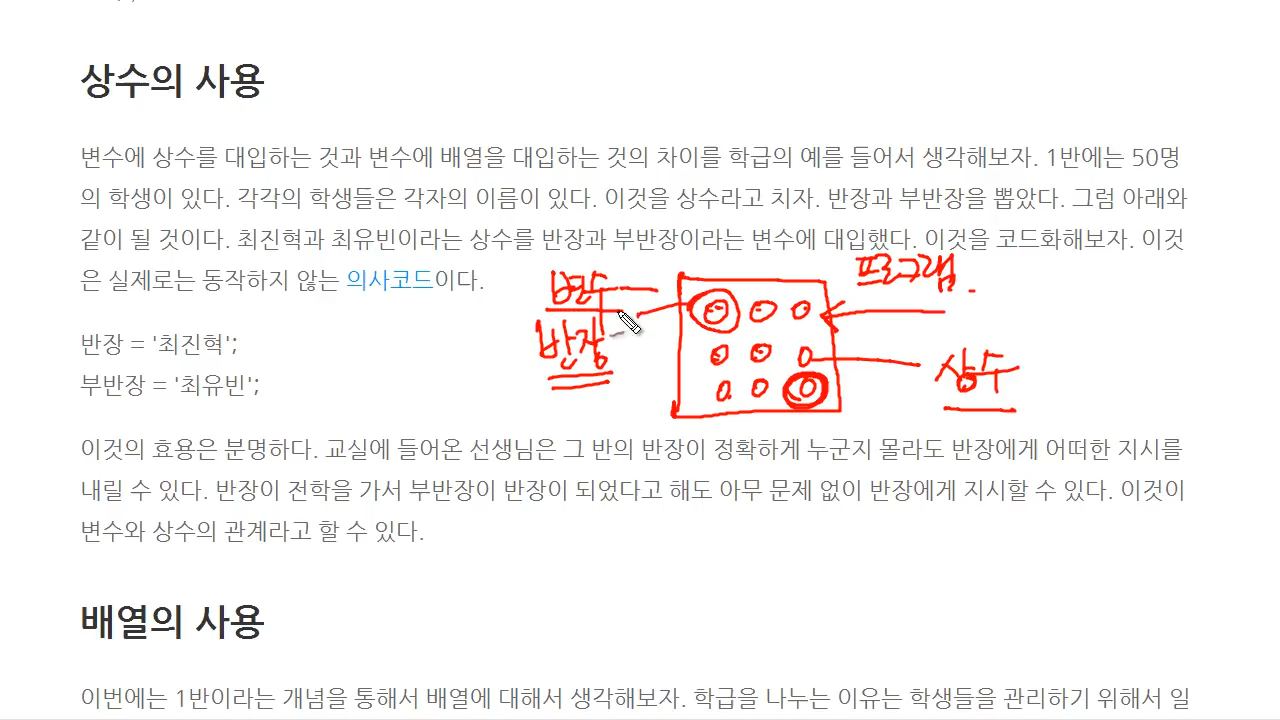 상수의 사용
변수에 상수를 대입하는 것과 변수에 배열을 대입하는 것의 차이를 학급의 예를 들어서 생각해보자. 1반에는 50명
의 학생이 있다. 각각의 학생들은 각자의 이름이 있다. 이것을 상수라고 치자. 반장과 부반장을 뽑았다. 그럼 아래와
같이 될 것이다. 최진혁과 최유빈이라는 상수를 반장과 부반장이라는 변수에 대입했다. 이것을 코드화해보자. 이것
은 실제로는 동작하지 않는 의사코드이다.
프로그램
변수
반장
상수
반장 = '최진혁';
부반장 = '최유빈';
이것의 효용은 분명하다. 교실에 들어온 선생님은 그 반의 반장이 정확하게 누군지 몰라도 반장에게 어떠한 지시를
내릴 수 있다. 반장이 전학을 가서 부반장이 반장이 되었다고 해도 아무 문제 없이 반장에게 지시할 수 있다. 이것이
변수와 상수의 관계라고 할 수 있다.
배열의 사용
이번에는 1반이라는 개념을 통해서 배열에 대해서 생각해보자. 학급을 나누는 이유는 학생들을 관리하기 위해서 일